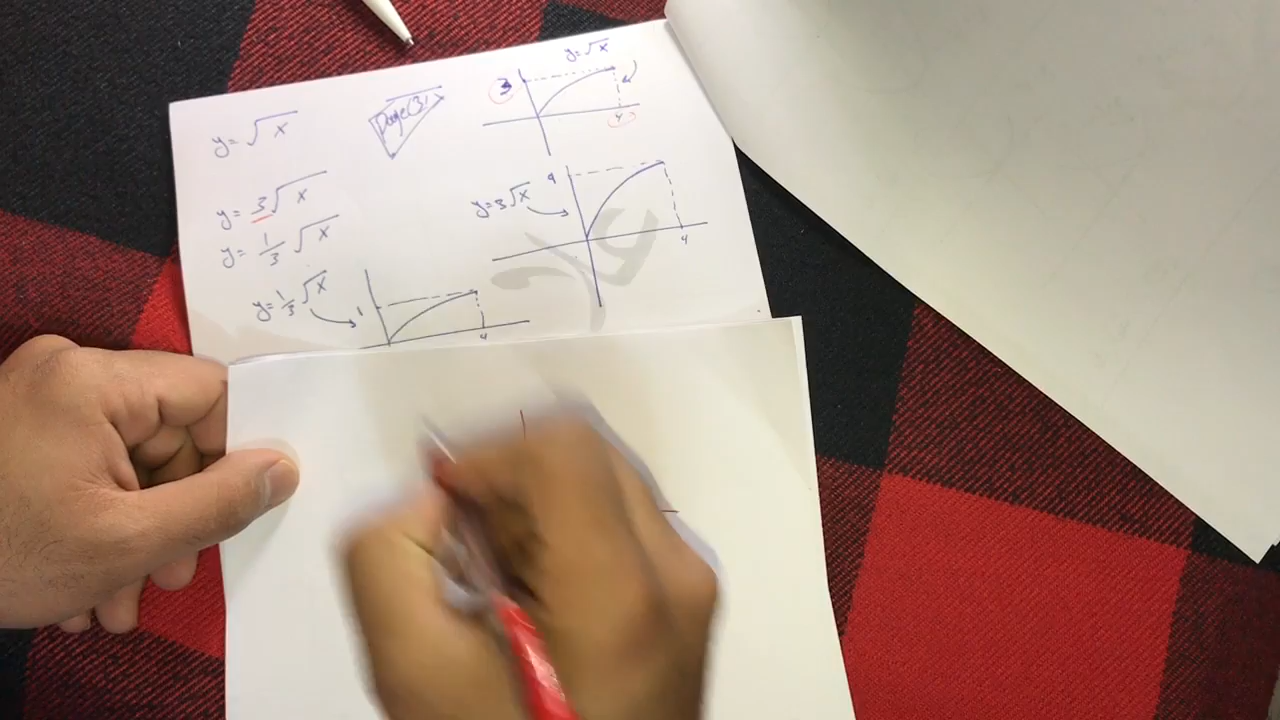 y=√x
page(3)
y=√x
3
4
y=3√x
y=1/3 √x
y=3√x
9
4
y=1/3 √x
1
4